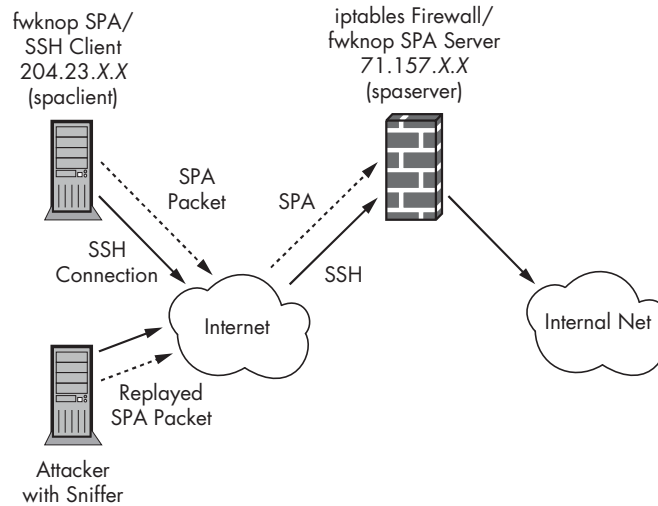 fwknop SPA/
SSH Client
204.23.X.X
(spaclient)
iptables Firewall/
fwknop SPA Server
71.157.X.X
(spaserver)
SPA
Packet
SPA
SSH
Connection
SSH
Internet
Internal Net
Replayed
SPA Packet
Attacker
with Sniffer